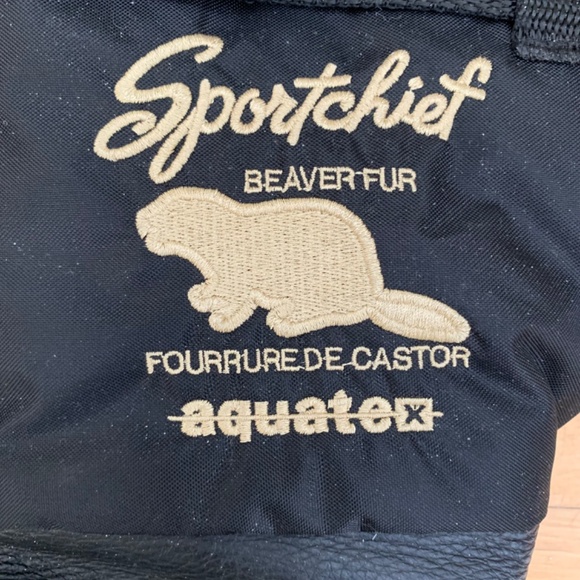 Sportchief
BEAVER FUR
FOURRURE DE CASTOR
aquatex